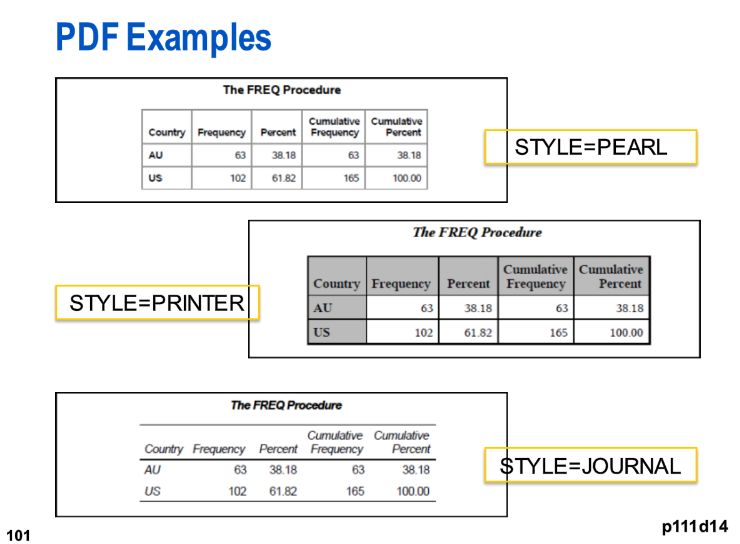 PDF Examples
The FREQ Procedure
Country Frequency Percent Cumulative Frequency Cumulative Percent
AU 63 38.18 63 38.18
US 102 61.82 165 100.00
STYLE=PEARL
The FREQ Procedure
Country Frequency Percent Cumulative Frequency Cumulative Percent
AU 63 38.18 63 38.18
US 102 61.82 165 100.00
STYLE=PRINTER
The FREQ Procedure
Country Frequency Percent Cumulative Frequency Cumulative Percent
AU 63 38.18 63 38.18
US 102 61.82 165 100.00
STYLE=JOURNAL
101
p111d14